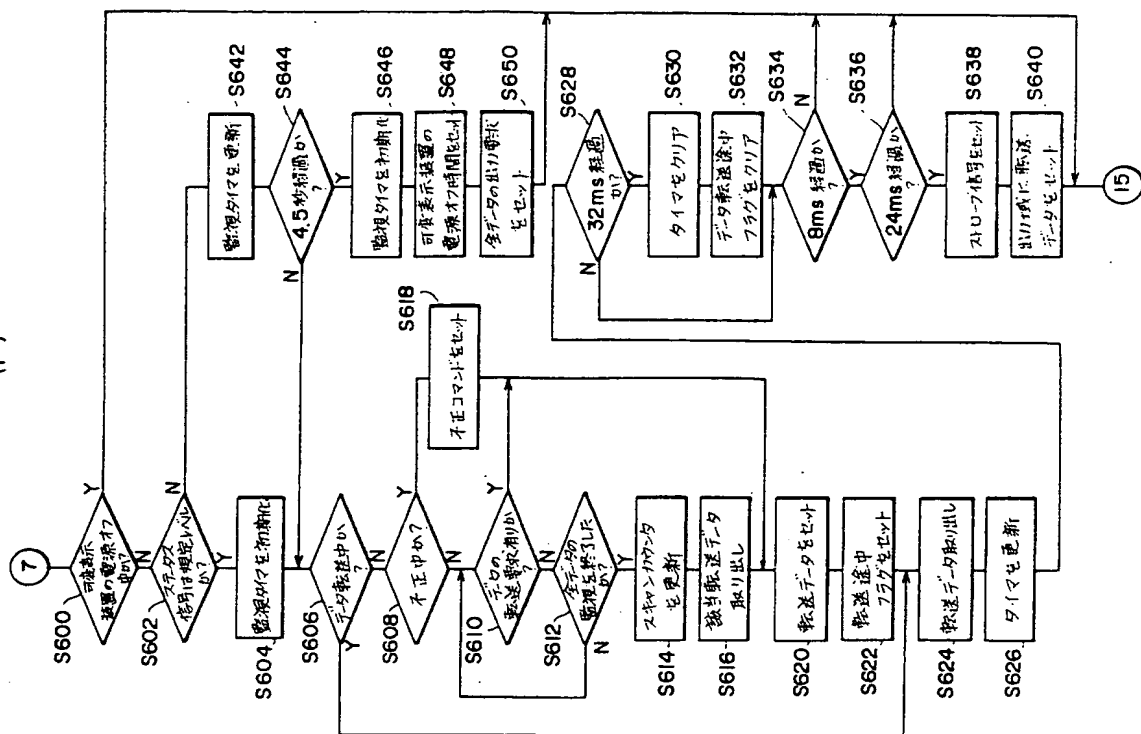 7
S600
可変表示
装置の電源オフ
中か?
Y
N
S602
ステータス
信号は規定レベル
か?
N
Y
S604
監視タイマを初期化
S606
データ転送中か
?
Y
N
S608
不正中か?
Y
N
S610
転送要求有りか
?
Y
N
S612
全データの
監視を終了した
か?
N
Y
S614
スキャンカウンタ
を更新
S616
該当転送データ
取り出し
S618
不正コマンドをセット
S620
転送データをセット
S622
転送途中
フラグをセット
S624
転送データ取り出し
S626
タイマを更新
S642
監視タイマを更新
S644
4.5秒経過か
?
N
Y
S646
監視タイマを初期化
S648
可変表示装置の
電源オフ時間をセット
S650
全データの出力要求
をセット
S628
32ms経過
か?
N
Y
S630
タイマをクリア
S632
データ転送途中
フラグをクリア
S634
8ms経過か
?
N
Y
S636
24ms経過か
?
Y
S638
ストローブ信号をセット
S640
出力域に転送
データをセット
15